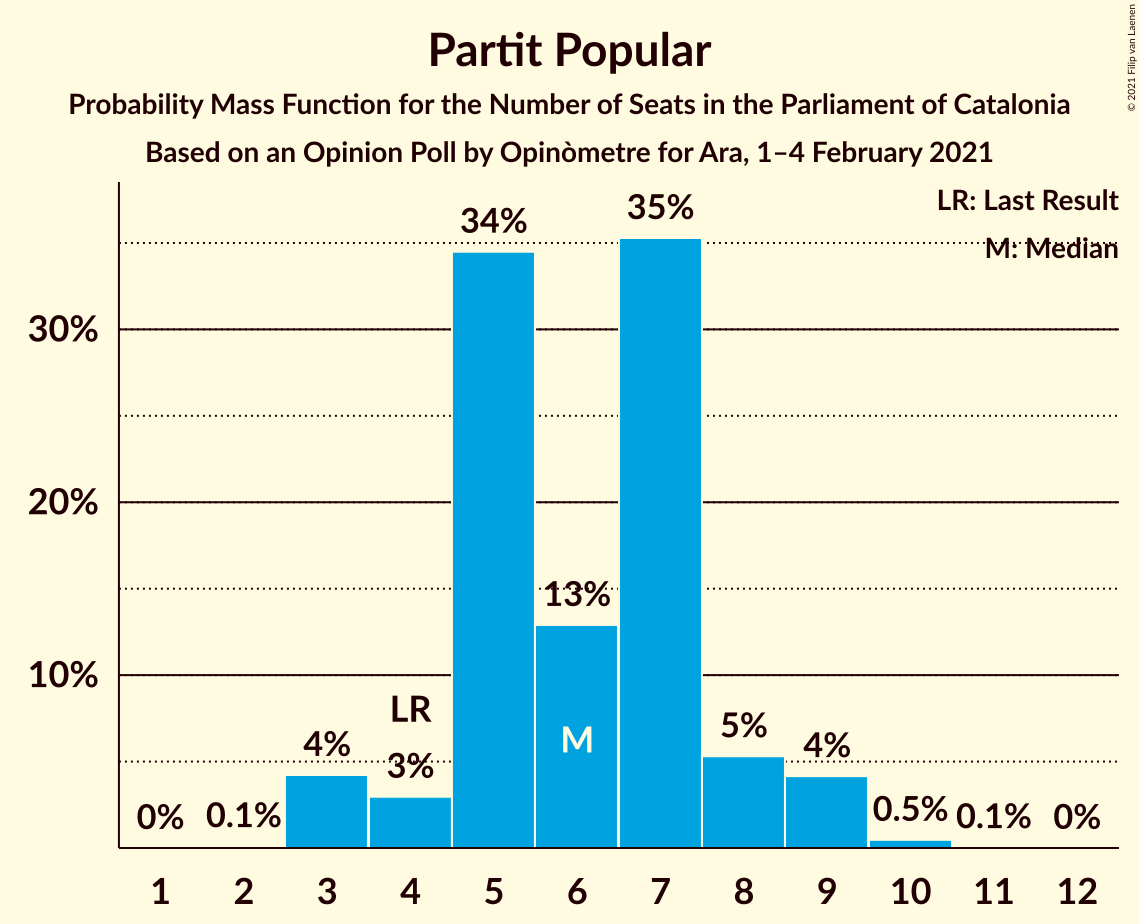 Partit Popular
Probability Mass Function for the Number of Seats in the Parliament of Catalonia
Based on an Opinion Poll by Opinòmetre for Ara, 1–4 February 2021
© 2021 Filip van Laenen
LR: Last Result
M: Median
30%
20%
10%
0%
0.1%
4%
LR
3%
34%
13%
M
35%
5%
4%
0.5%
0.1%
0%
1 2 3 4 5 6 7 8 9 10 11 12